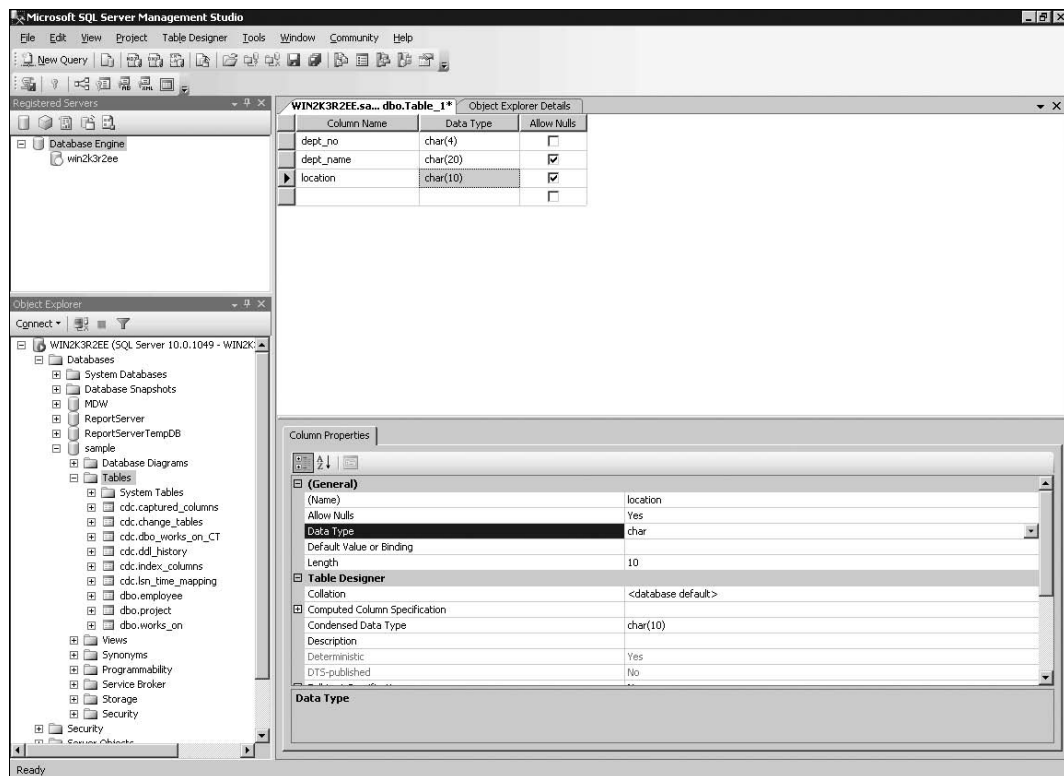 Microsoft SQL Server Management Studio
File Edit View Project Table Designer Tools Window Community Help
New Query
Registered Servers
Database Engine
win2k3r2ee
WIN2K3R2EE.sa... dbo.Table_1* Object Explorer Details
Column Name Data Type Allow Nulls
dept_no char(4)
dept_name char(20)
location char(10)
Object Explorer
Connect
WIN2K3R2EE (SQL Server 10.0.1049 - WIN2K
Databases
System Databases
Database Snapshots
MDW
ReportServer
ReportServerTempDB
sample
Database Diagrams
Tables
System Tables
cdc.captured_columns
cdc.change_tables
cdc.dbo_works_on_CT
cdc.ddl_history
cdc.index_columns
cdc.lsn_time_mapping
dbo.employee
dbo.project
dbo.works_on
Views
Synonyms
Programmability
Service Broker
Storage
Security
Security
Server Objects
Column Properties
(General)
(Name) location
Allow Nulls Yes
Data Type char
Default Value or Binding
Length 10
Table Designer
Collation <database default>
Computed Column Specification
Condensed Data Type char(10)
Description
Deterministic Yes
DTS-published No
Data Type
Ready